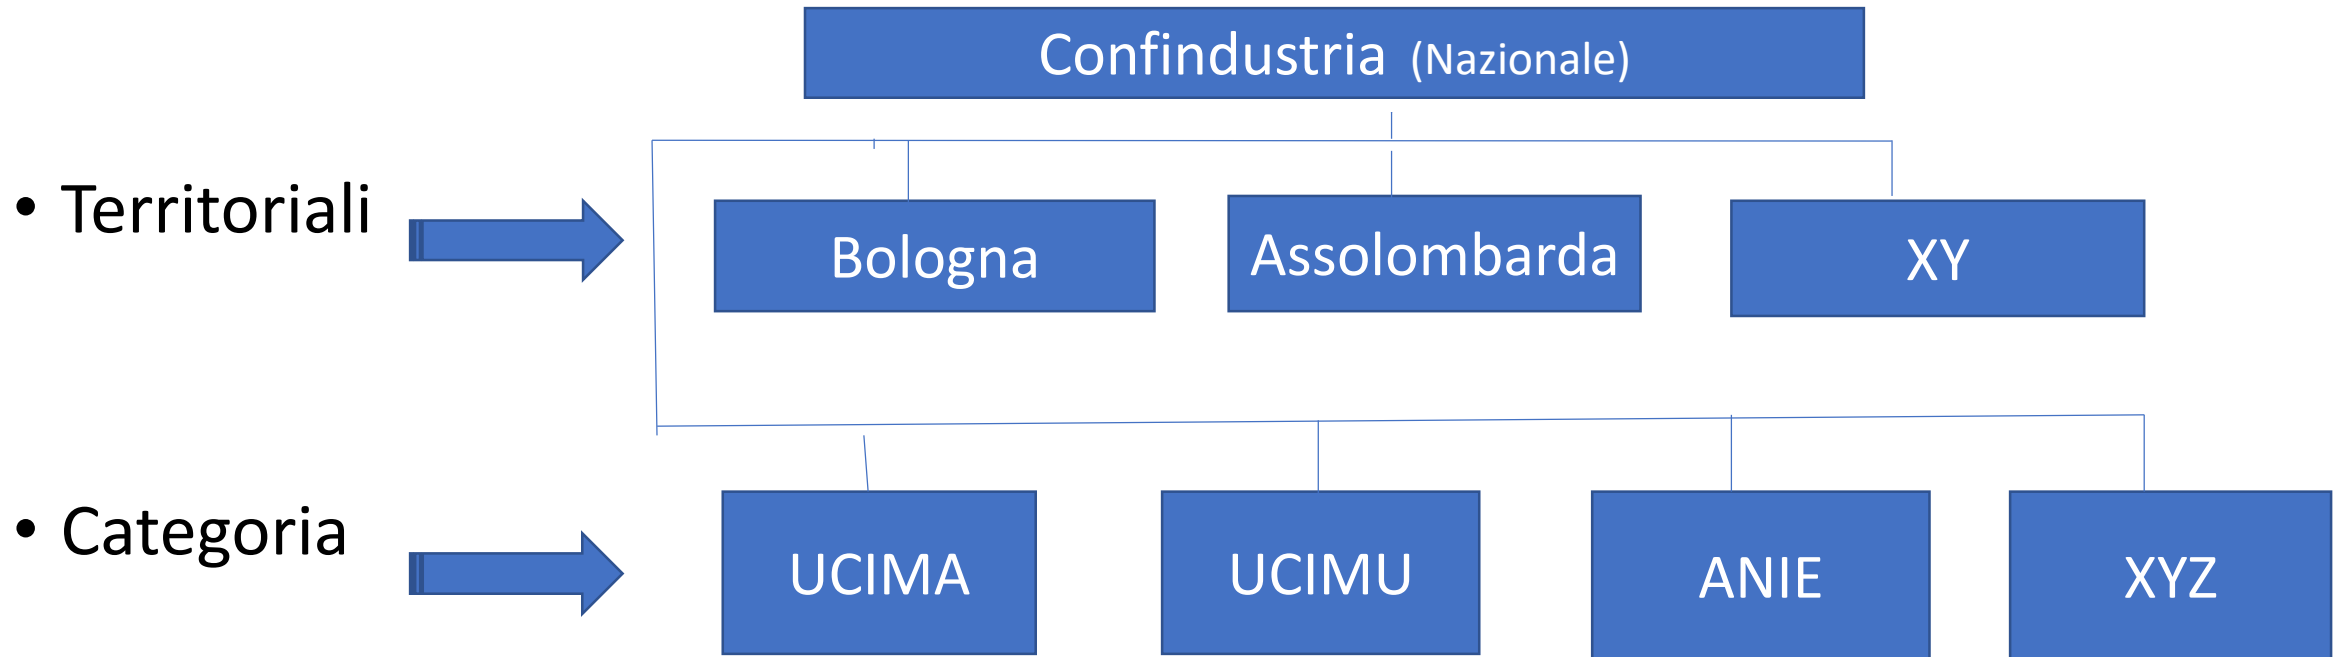 Confindustria (Nazionale)
• Territoriali
Bologna
Assolombarda
XY
• Categoria
UCIMA
UCIMU
ANIE
XYZ